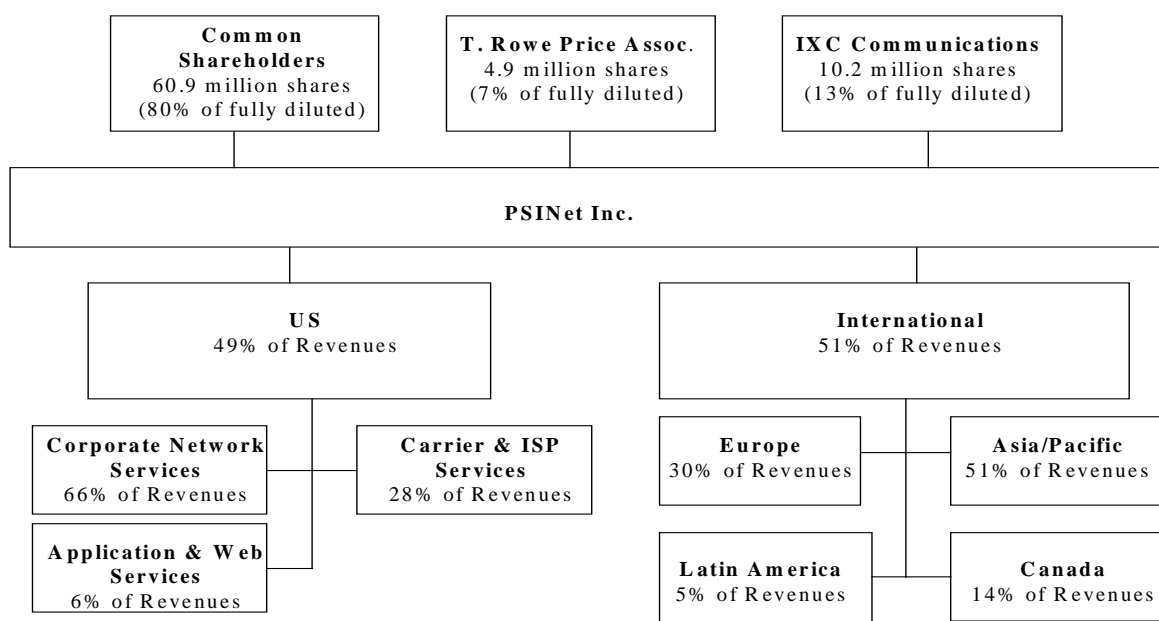 Common
Shareholders
60.9 million shares
(80% of fully diluted)
T. Rowe Price Assoc.
4.9 million shares
(7% of fully diluted)
IXC Communications
10.2 million shares
(13% of fully diluted)
PSINet Inc.
US
49% of Revenues
International
51% of Revenues
Corporate Network
Services
66% of Revenues
Carrier & ISP
Services
28% of Revenues
Europe
30% of Revenues
Asia/Pacific
51% of Revenues
Application & Web
Services
6% of Revenues
Latin America
5% of Revenues
Canada
14% of Revenues